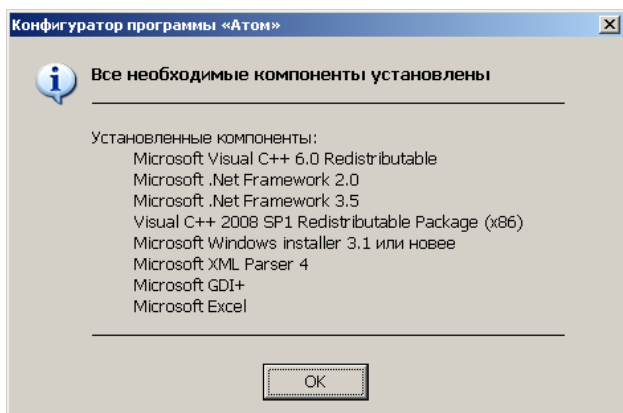 Конфигуратор программы «Атом»
Все необходимые компоненты установлены
Установленные компоненты:
Microsoft Visual C++ 6.0 Redistributable
Microsoft .Net Framework 2.0
Microsoft .Net Framework 3.5
Visual C++ 2008 SP1 Redistributable Package (x86)
Microsoft Windows installer 3.1 или новее
Microsoft XML Parser 4
Microsoft GDI+
Microsoft Excel
OK